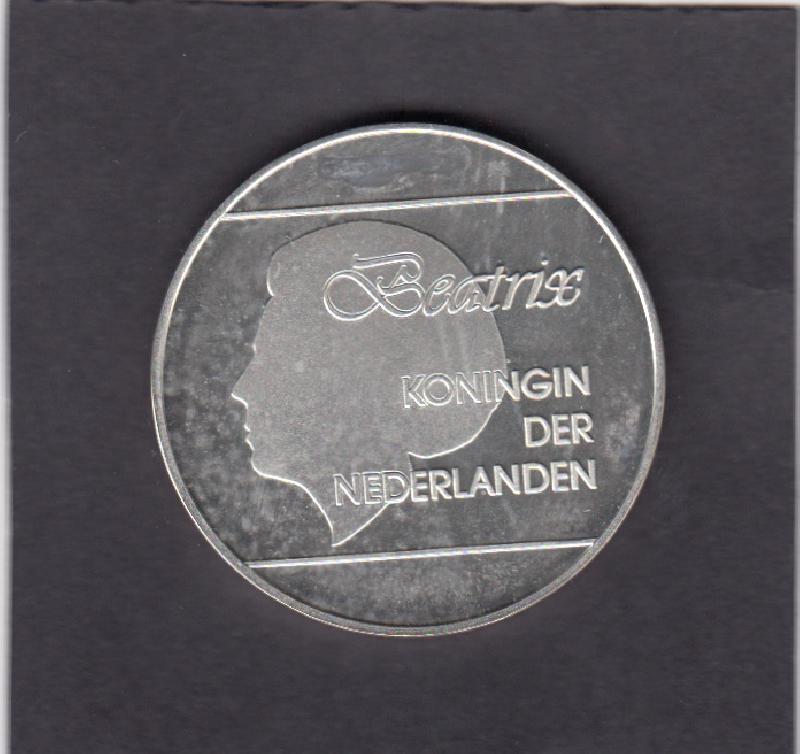 Beatrix
KONINGIN
DER
NEDERLANDEN